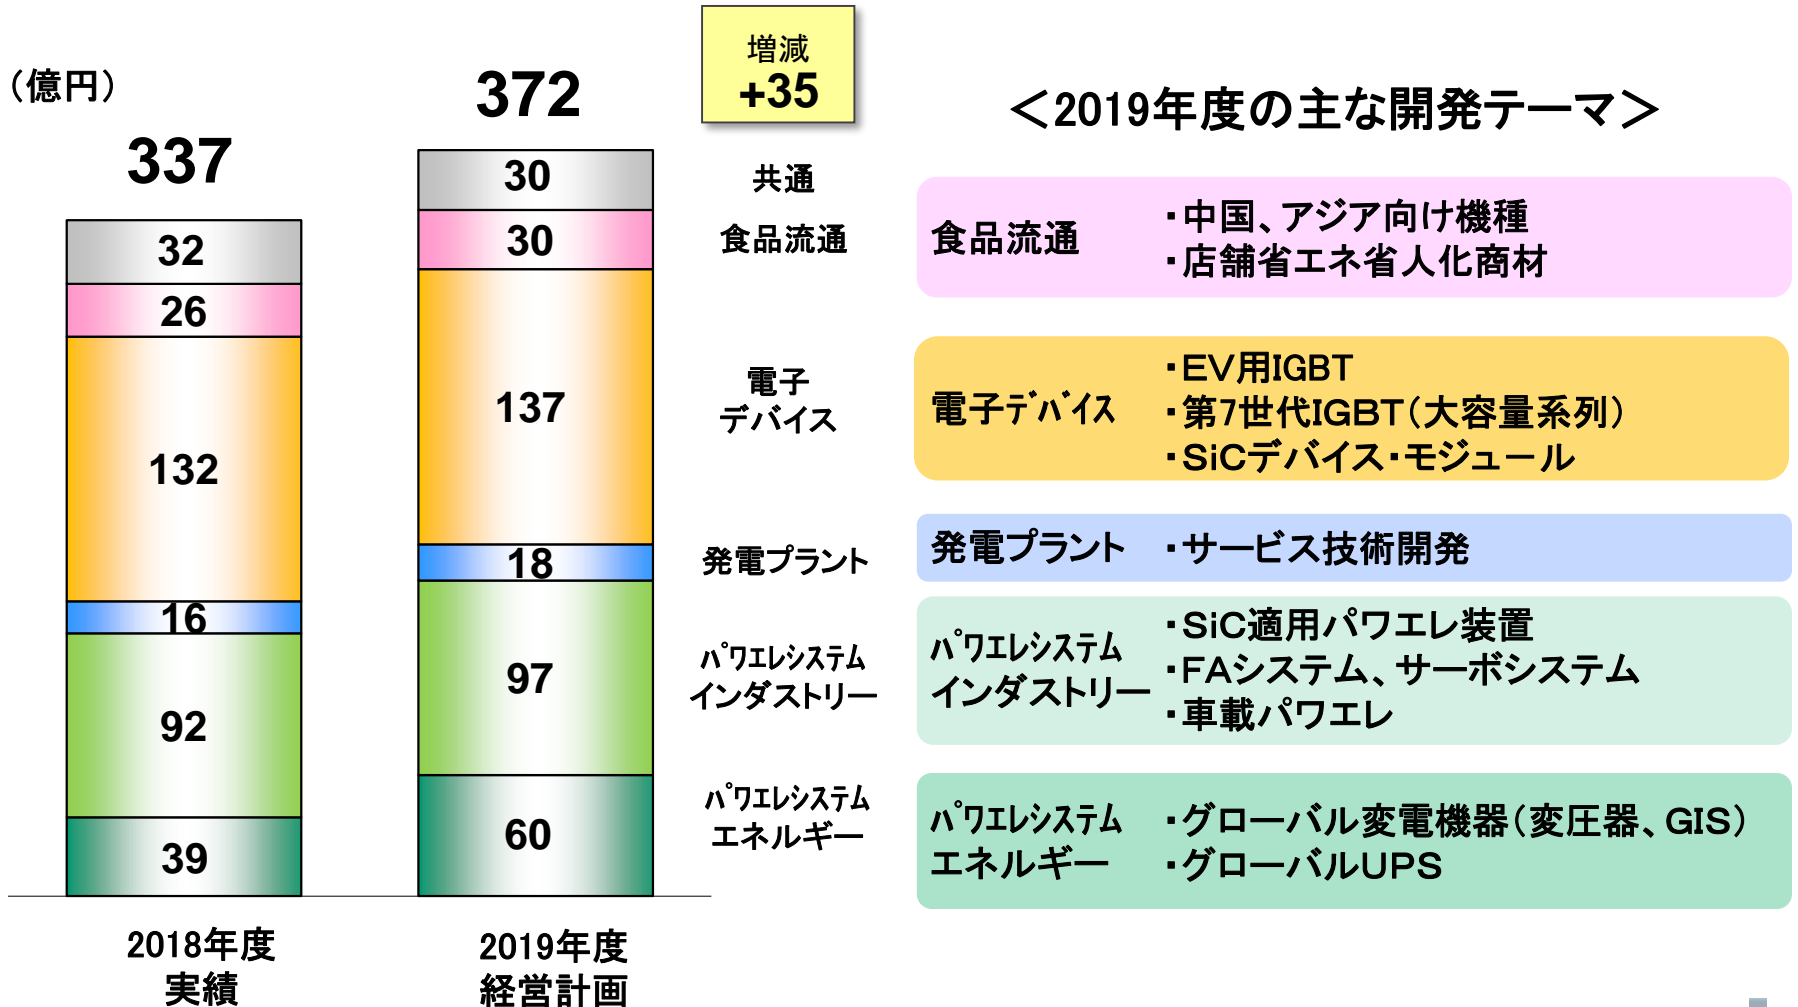 （億円）
337
32
26
132
16
92
39
2018年度
実績
372
30
30
137
18
97
60
2019年度
経営計画
増減
+35
共通
食品流通
電子
デバイス
発電プラント
ﾊﾟﾜｴﾚｼｽﾃﾑ
インダストリー
ﾊﾟﾜｴﾚｼｽﾃﾑ
エネルギー
＜2019年度の主な開発テーマ＞
食品流通
・中国、アジア向け機種
・店舗省エネ省人化商材
電子ﾃﾞﾊﾞｲｽ
・EV用IGBT
・第7世代IGBT（大容量系列）
・SiCデバイス・モジュール
発電プラント
・サービス技術開発
ﾊﾟﾜｴﾚｼｽﾃﾑ
インダストリー
・SiC適用パワエレ装置
・FAシステム、サーボシステム
・車載パワエレ
ﾊﾟﾜｴﾚｼｽﾃﾑ
エネルギー
・グローバル変電機器（変圧器、GIS）
・グローバルUPS